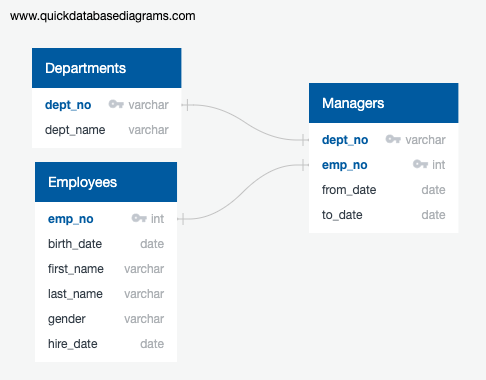 www.quickdatabasediagrams.com
Departments
dept_no varchar
dept_name varchar
Employees
emp_no int
birth_date date
first_name varchar
last_name varchar
gender varchar
hire_date date
Managers
dept_no varchar
emp_no int
from_date date
to_date date